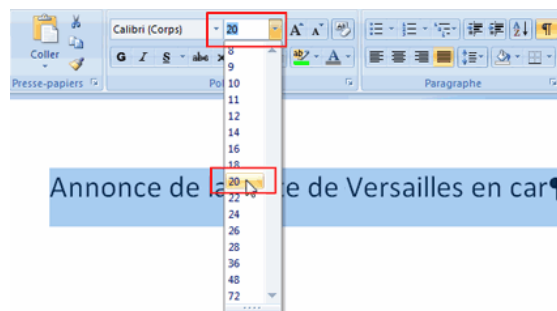 Calibri (Corps) 20
Coller
G I S abc
Presse-papiers
Po
Paragraphe
8
9
10
11
12
14
16
18
20
22
24
26
28
36
48
72
Annonce de la te de Versailles en car¶